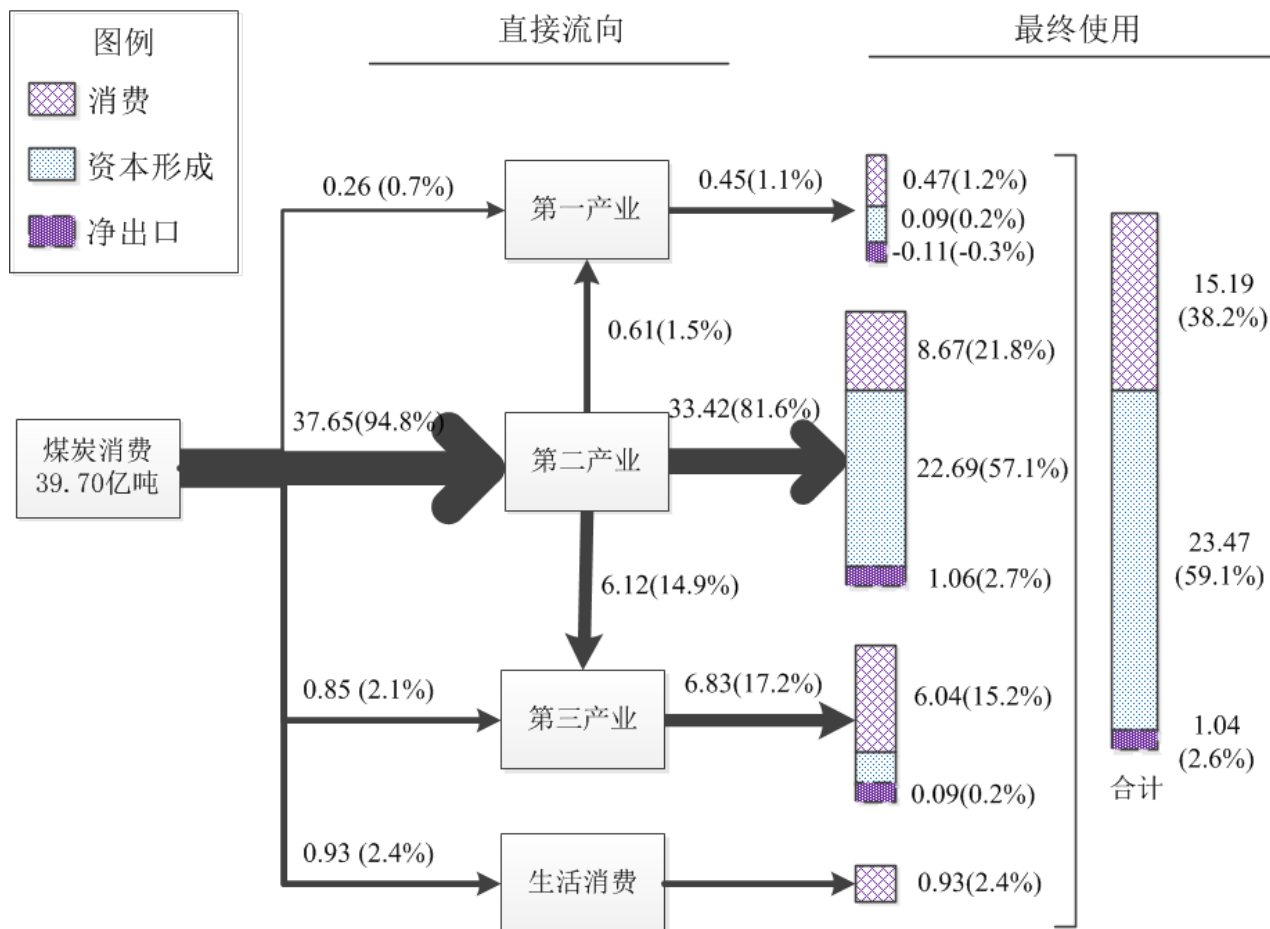 直接流向
最终使用
图例
消费
资本形成
净出口
0.26 (0.7%)
第一产业
0.45(1.1%)
0.47(1.2%)
0.09(0.2%)
-0.11(-0.3%)
0.61(1.5%)
煤炭消费
39.70亿吨
37.65(94.8%)
第二产业
33.42(81.6%)
8.67(21.8%)
22.69(57.1%)
1.06(2.7%)
6.12(14.9%)
0.85 (2.1%)
第三产业
6.83(17.2%)
6.04(15.2%)
0.09(0.2%)
0.93 (2.4%)
生活消费
0.93(2.4%)
15.19
(38.2%)
23.47
(59.1%)
1.04
(2.6%)
合计